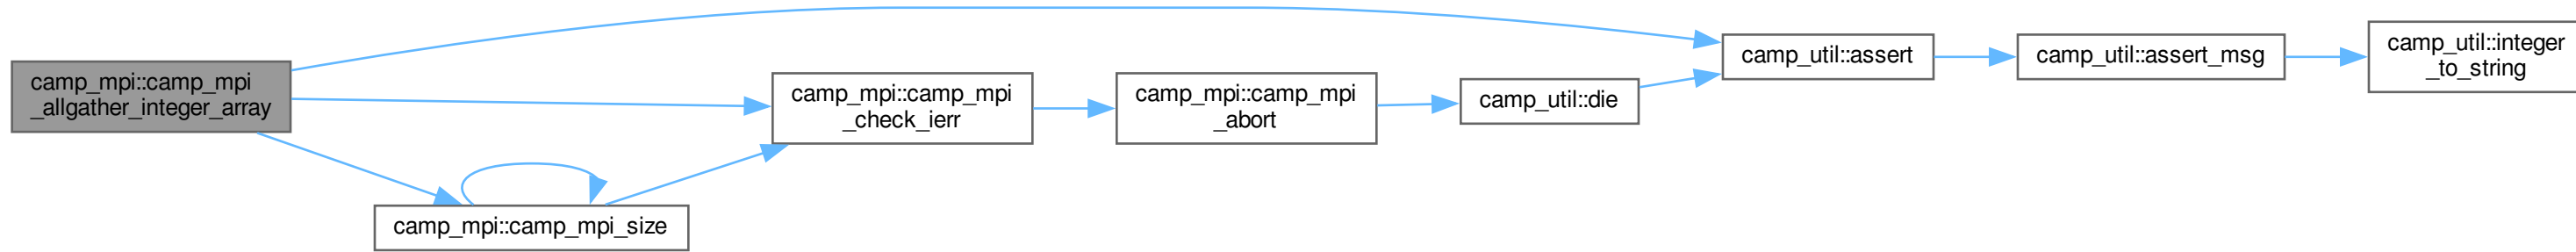 camp_mpi::camp_mpi
_allgather_integer_array
camp_mpi::camp_mpi_size
camp_mpi::camp_mpi
_check_ierr
camp_mpi::camp_mpi
_abort
camp_util::die
camp_util::assert
camp_util::assert_msg
camp_util::integer
_to_string